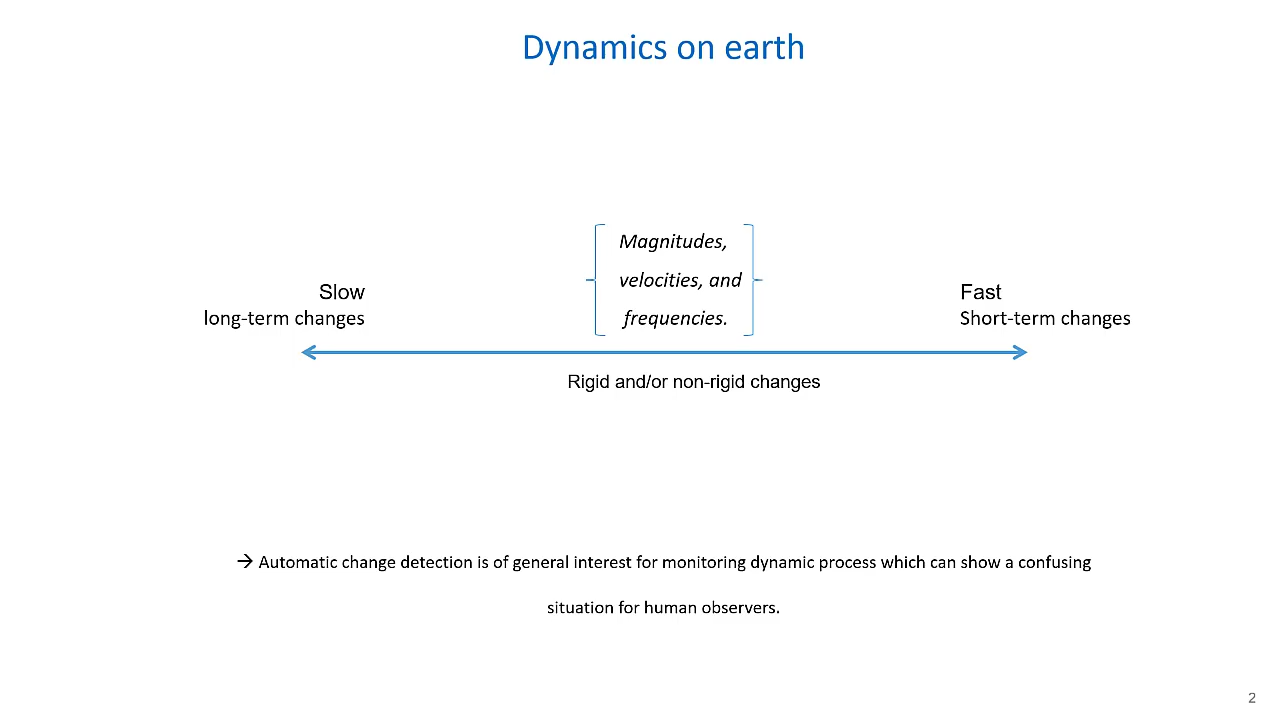 Dynamics on earth
Magnitudes,
velocities, and
frequencies.
Slow
long-term changes
Fast
Short-term changes
Rigid and/or non-rigid changes
→ Automatic change detection is of general interest for monitoring dynamic process which can show a confusing
situation for human observers.
2